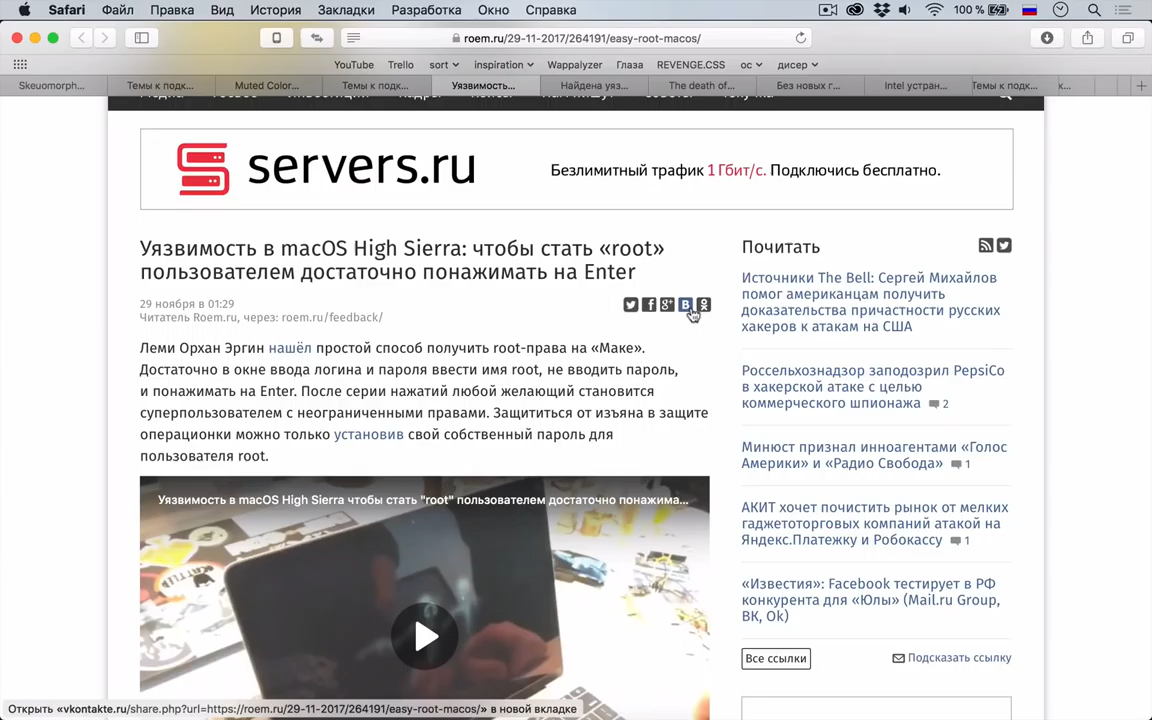 Safari Файл Правка Вид История Закладки Разработка Окно Справка 100 %
roem.ru/29-11-2017/264191/easy-root-macos/
YouTube Trello sort inspiration Wappalyzer Глаза REVENGE.CSS ос дисер
Skeuomorph... Темы к подк... Muted Color... Темы к подк... Уязвимость... Найдена уяз... The death of... Без новых г... Intel устран... Темы к подк... к...
servers.ru
Безлимитный трафик 1 Гбит/с. Подключись бесплатно.
Уязвимость в macOS High Sierra: чтобы стать «root»
пользователем достаточно понажимать на Enter
29 ноября в 01:29
Читатель Roem.ru, через: roem.ru/feedback/
Леми Орхан Эргин нашёл простой способ получить root-права на «Маке».
Достаточно в окне ввода логина и пароля ввести имя root, не вводить пароль,
и понажимать на Enter. После серии нажатий любой желающий становится
суперпользователем с неограниченными правами. Защититься от изъяна в защите
операционки можно только установив свой собственный пароль для
пользователя root.
Уязвимость в macOS High Sierra чтобы стать "root" пользователем достаточно понажима...
Почитать
Источники The Bell: Сергей Михайлов
помог американцам получить
доказательства причастности русских
хакеров к атакам на США
Россельхознадзор заподозрил PepsiCo
в хакерской атаке с целью
коммерческого шпионажа 2
Минюст признал инноагентами «Голос
Америки» и «Радио Свобода» 1
АКИТ хочет почистить рынок от мелких
гаджетоторговых компаний атакой на
Яндекс.Платежку и Робокассу 1
«Известия»: Facebook тестирует в РФ
конкурента для «Юлы» (Mail.ru Group,
ВК, Ok)
Все ссылки Подсказать ссылку
Открыть «vkontakte.ru/share.php?url=https://roem.ru/29-11-2017/264191/easy-root-macos/» в новой вкладке